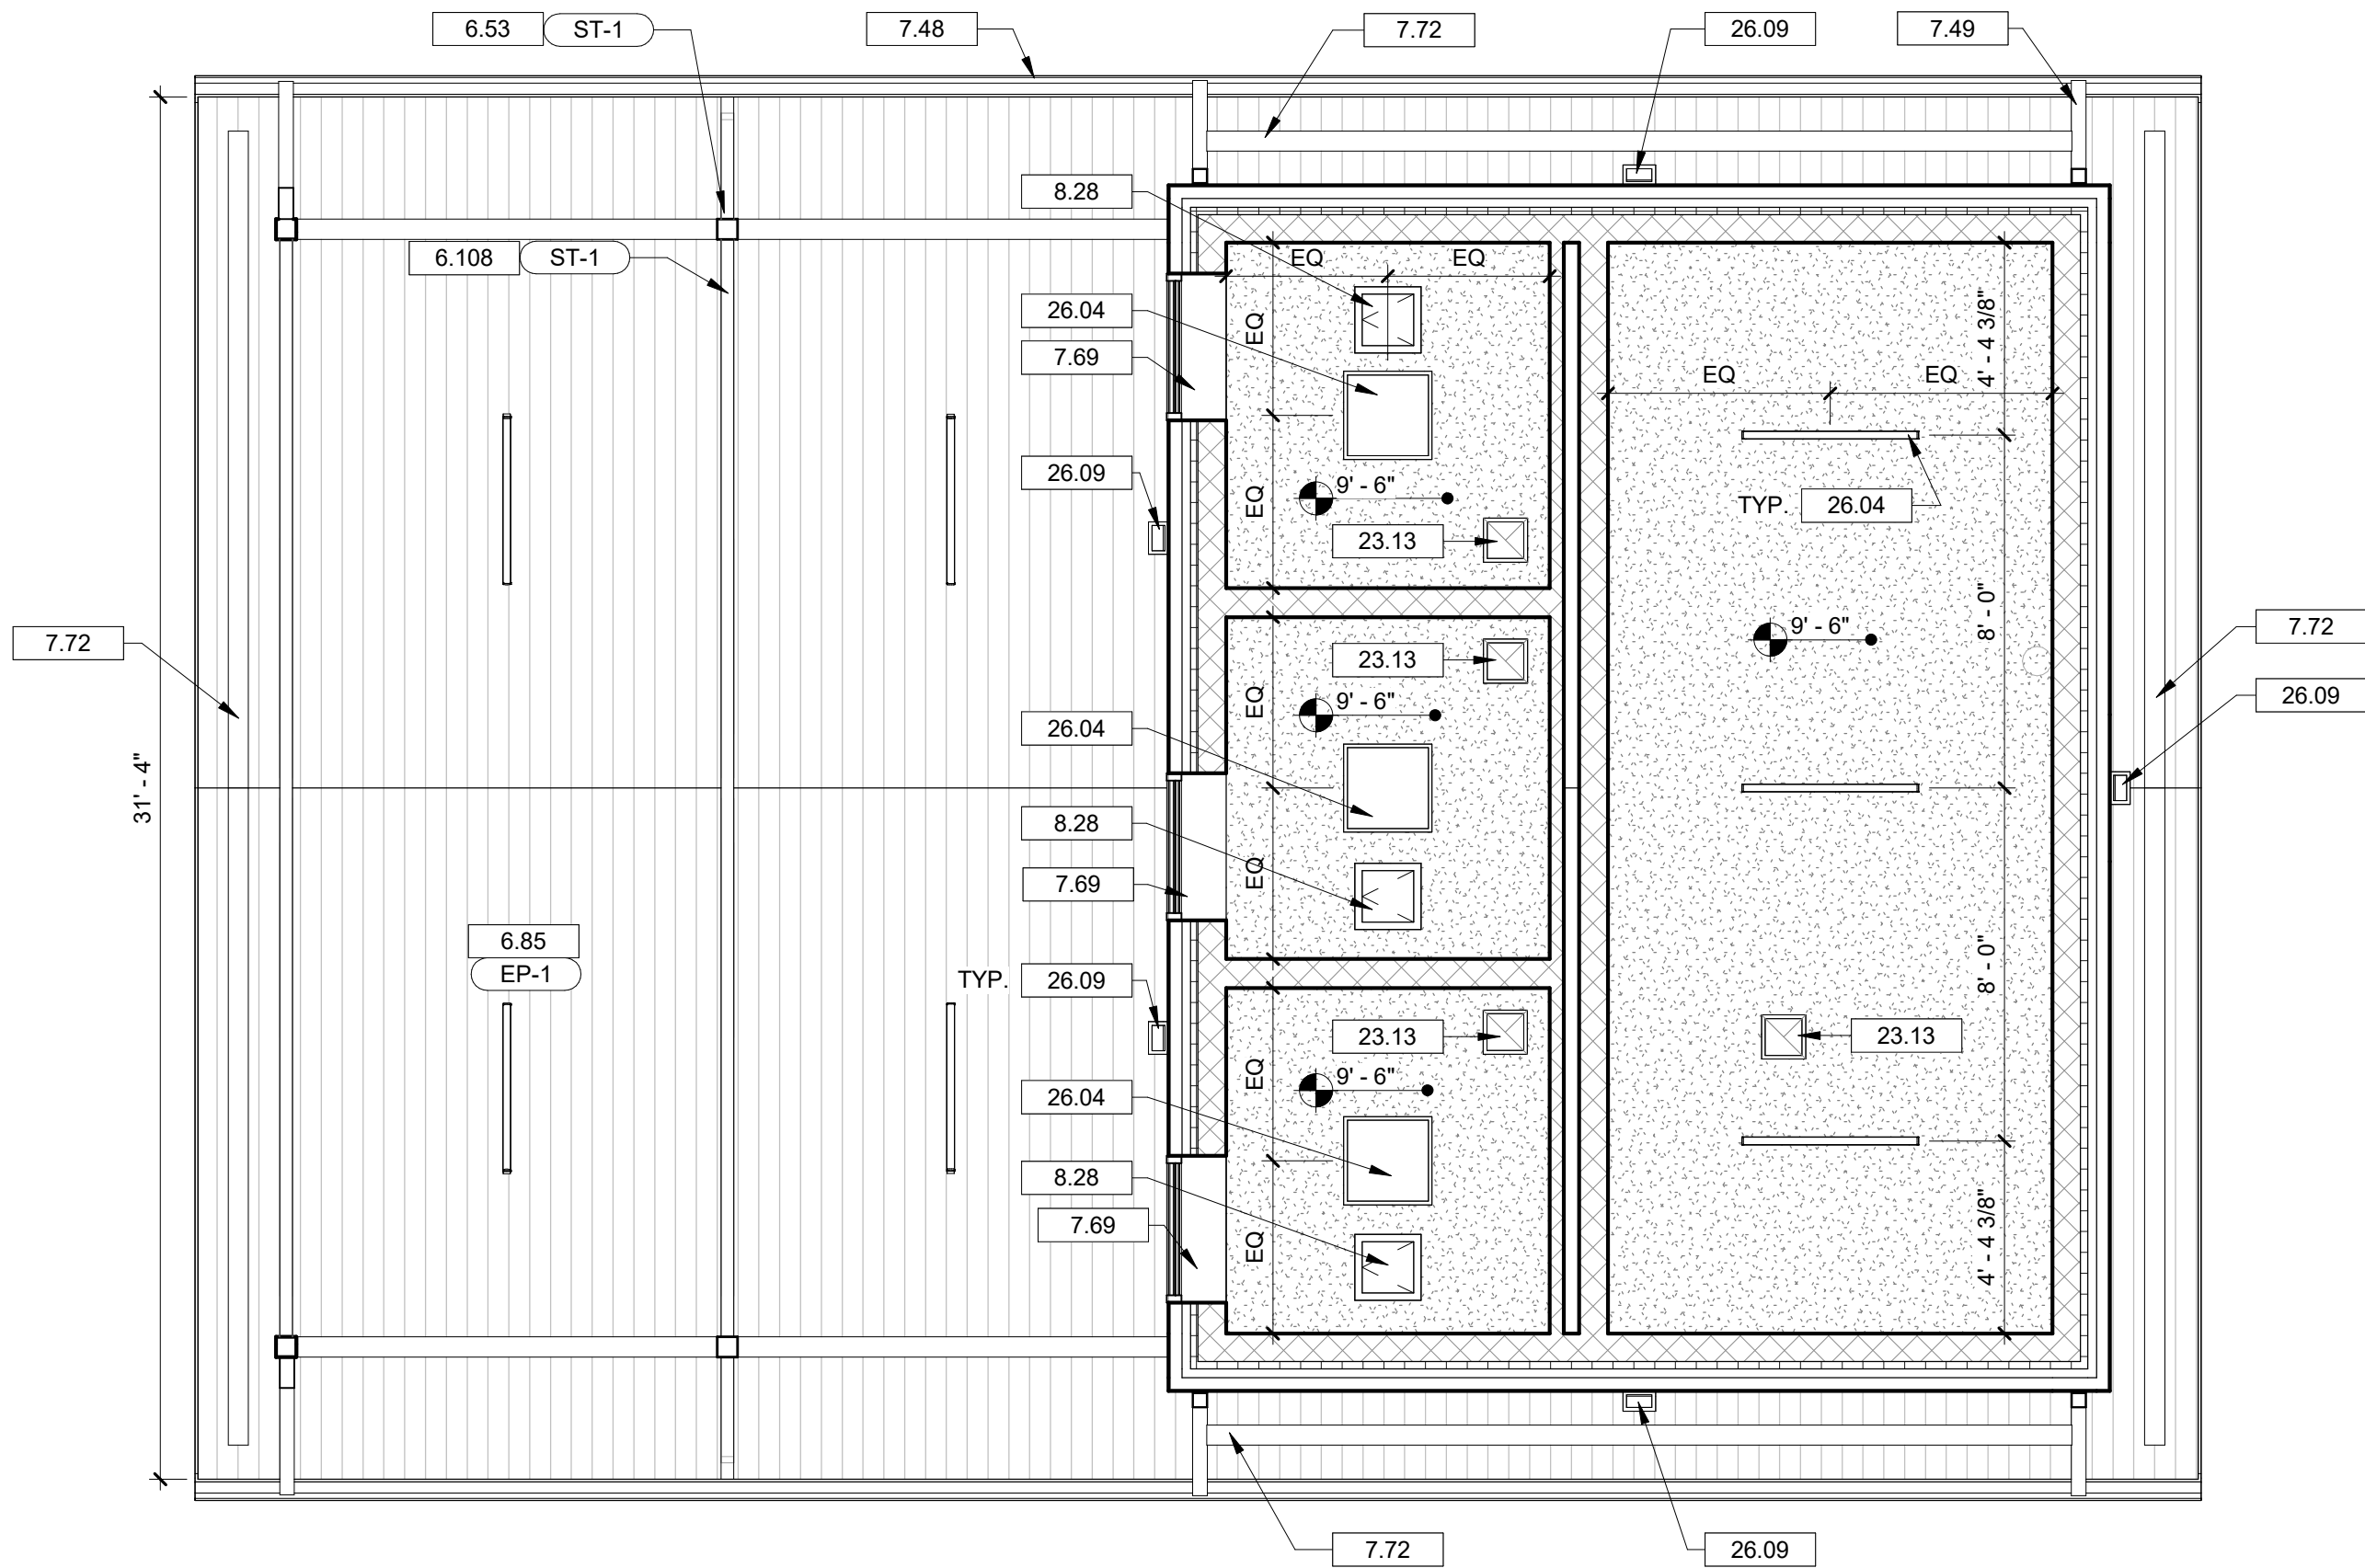 6.53 ST-1
7.48
7.72
26.09
7.49
8.28
6.108 ST-1
EQ
EQ
26.04
EQ
4' - 4 3/8"
7.69
EQ
EQ
26.09
EQ
9' - 6"
TYP. 26.04
23.13
7.72
8' - 0"
9' - 6"
7.72
23.13
26.09
EQ
9' - 6"
26.04
31' - 4"
8.28
EQ
7.69
6.85
EP-1
TYP. 26.09
8' - 0"
23.13
23.13
EQ
9' - 6"
26.04
8.28
7.69
EQ
4' - 4 3/8"
7.72
26.09